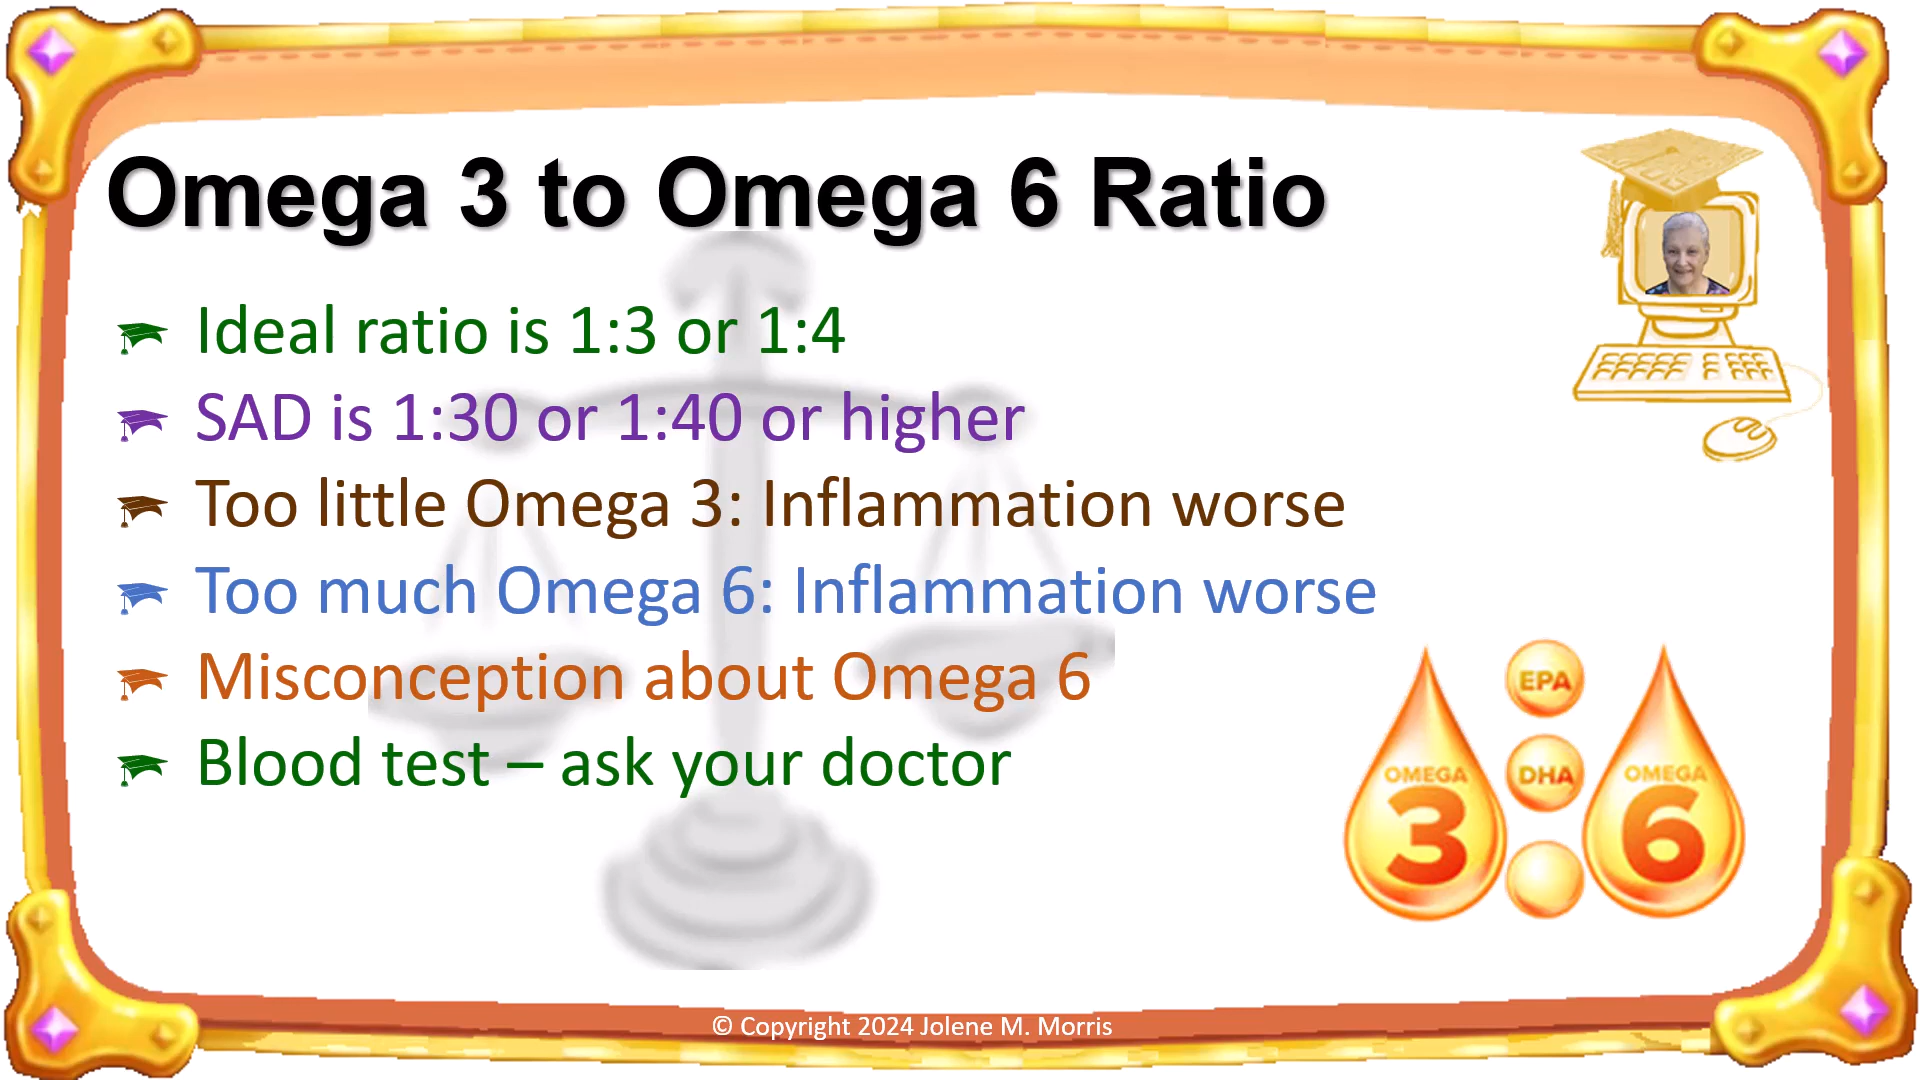 Omega 3 to Omega 6 Ratio
Ideal ratio is 1:3 or 1:4
SAD is 1:30 or 1:40 or higher
Too little Omega 3: Inflammation worse
Too much Omega 6: Inflammation worse
Misconception about Omega 6
Blood test – ask your doctor
EPA
OMEGA
DHA
OMEGA
3
6
© Copyright 2024 Jolene M. Morris